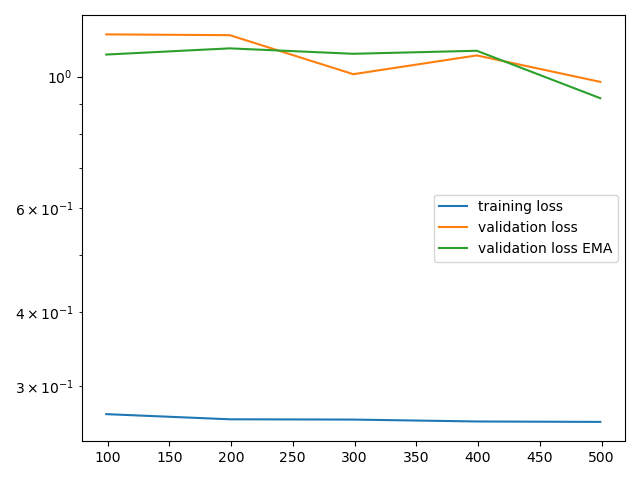 10⁰
6 × 10⁻¹
4 × 10⁻¹
3 × 10⁻¹
training loss
validation loss
validation loss EMA
100 150 200 250 300 350 400 450 500